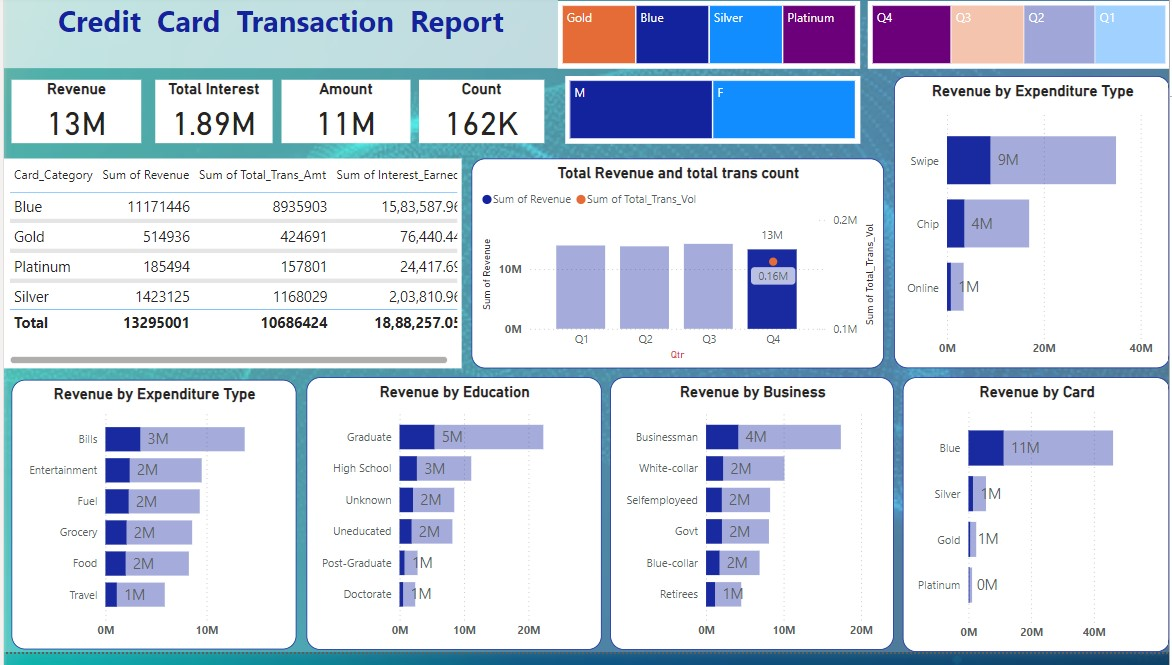 Credit Card Transaction Report
Gold Blue Silver Platinum
Q4 Q3 Q2 Q1
Revenue
13M
Total Interest
1.89M
Amount
11M
Count
162K
M F
Card_Category Sum of Revenue Sum of Total_Trans_Amt Sum of Interest_Earned
Blue 11171446 8935903 15,83,587.96
Gold 514936 424691 76,440.44
Platinum 185494 157801 24,417.69
Silver 1423125 1168029 2,03,810.96
Total 13295001 10686424 18,88,257.05
Total Revenue and total trans count
Sum of Revenue Sum of Total_Trans_Vol
Sum of Revenue
10M
0M
13M
0.16M
0.2M
0.1M
Sum of Total_Trans_Vol
Q1 Q2 Q3 Q4
Qtr
Revenue by Expenditure Type
Swipe 9M
Chip 4M
Online 1M
0M 20M 40M
Revenue by Expenditure Type
Bills 3M
Entertainment 2M
Fuel 2M
Grocery 2M
Food 2M
Travel 1M
0M 10M
Revenue by Education
Graduate 5M
High School 3M
Unknown 2M
Uneducated 2M
Post-Graduate 1M
Doctorate 1M
0M 10M 20M
Revenue by Business
Businessman 4M
White-collar 2M
Selfemployeed 2M
Govt 2M
Blue-collar 2M
Retirees 1M
0M 10M 20M
Revenue by Card
Blue 11M
Silver 1M
Gold 1M
Platinum 0M
0M 20M 40M